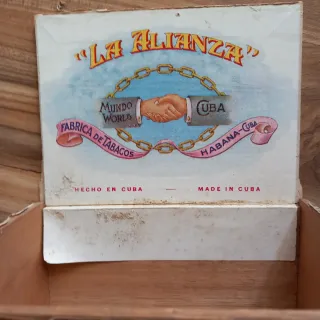 "LA ALIANZA"
MUNDO
WORLD
CUBA
FABRICA DE TABACOS
HABANA-CUBA
HECHO EN CUBA — MADE IN CUBA